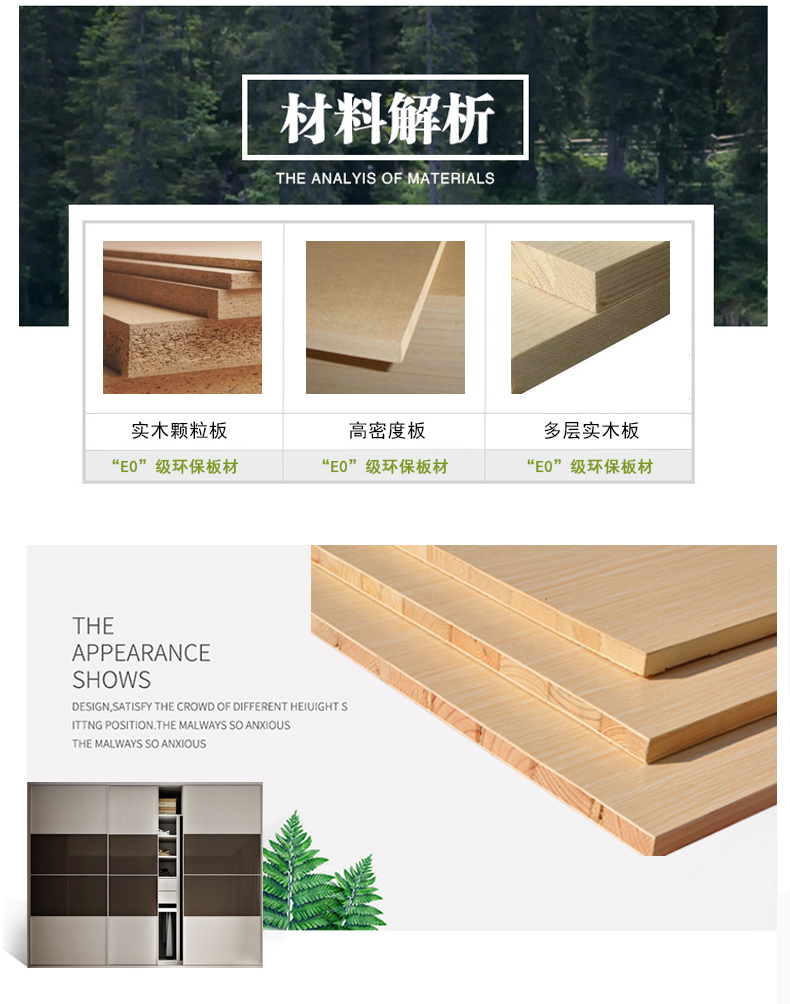 材料解析
THE ANALYIS OF MATERIALS
实木颗粒板
高密度板
多层实木板
“E0”级环保板材
“E0”级环保板材
“E0”级环保板材
THE
APPEARANCE
SHOWS
DESIGN,SATISFY THE CROWD OF DIFFERENT HEIUIGHT S
ITTNG POSITION.THE MALWAYS SO ANXIOUS
THE MALWAYS SO ANXIOUS